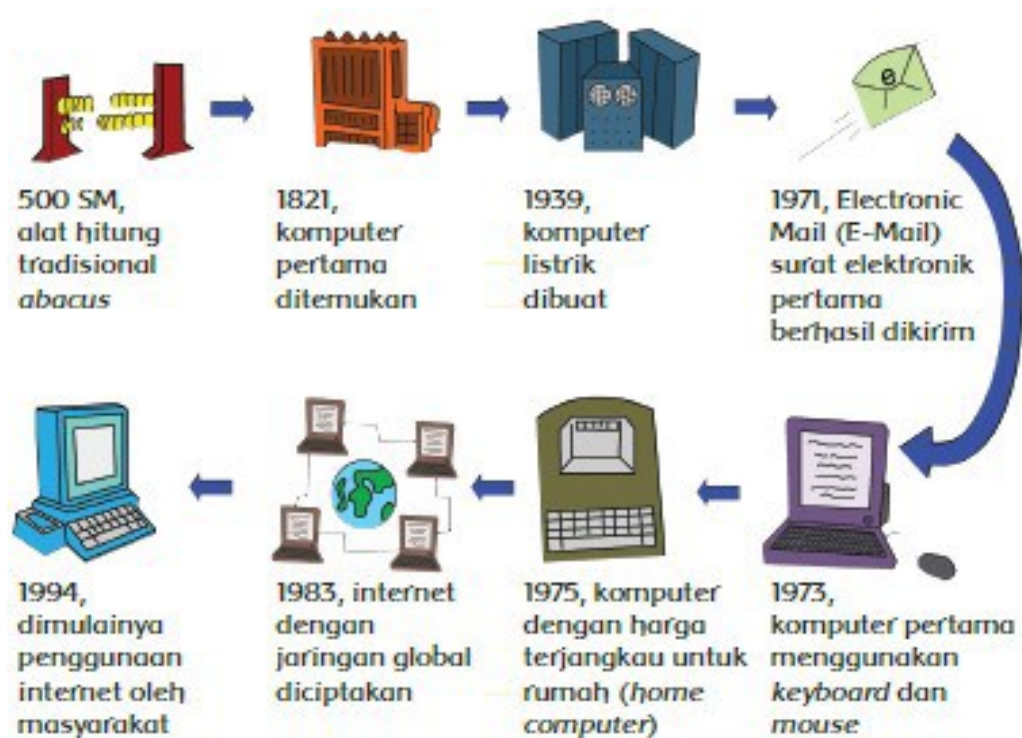 500 SM,
alat hitung
tradisional
abacus
1821,
komputer
pertama
ditemukan
1939,
komputer
listrik
dibuat
e
1971, Electronic
Mail (E-Mail)
surat elektronik
pertama
berhasil dikirim
1973,
komputer pertama
menggunakan
keyboard dan
mouse
1975, komputer
dengan harga
terjangkau untuk
rumah (home
computer)
1983, internet
dengan
jaringan global
diciptakan
1994,
dimulainya
penggunaan
internet oleh
masyarakat